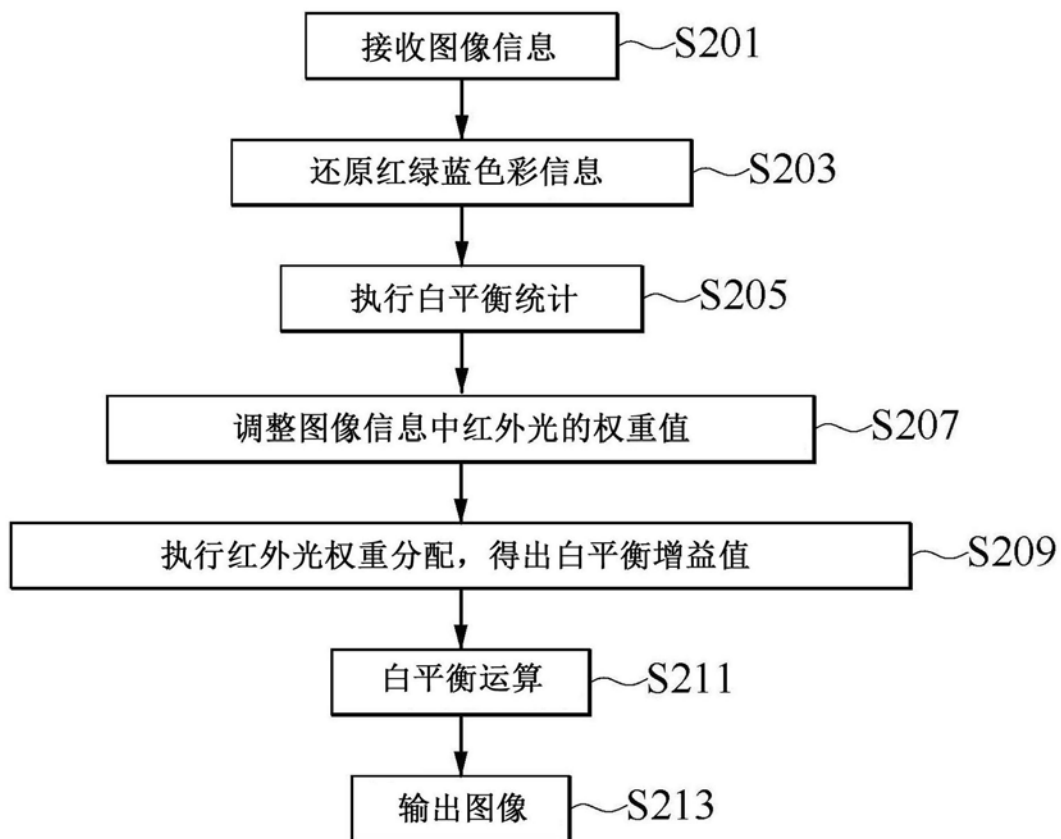 接收图像信息 S201
还原红绿蓝色彩信息 S203
执行白平衡统计 S205
调整图像信息中红外光的权重值 S207
执行红外光权重分配，得出白平衡增益值 S209
白平衡运算 S211
输出图像 S213